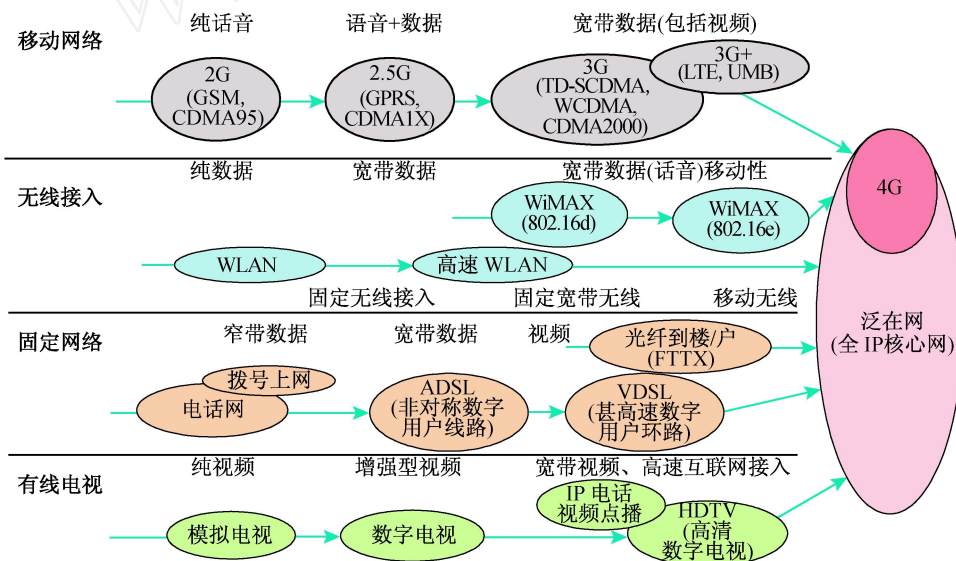 纯话音
语音+数据
宽带数据(包括视频)
移动网络
2G
(GSM,
CDMA95)
2.5G
(GPRS,
CDMA1X)
3G
(TD-SCDMA,
WCDMA,
CDMA2000)
3G+
(LTE, UMB)
纯数据
宽带数据
宽带数据(话音)移动性
无线接入
WiMAX
(802.16d)
WiMAX
(802.16e)
4G
WLAN
高速 WLAN
固定无线接入
固定宽带无线
移动无线
窄带数据
宽带数据
视频
固定网络
光纤到楼/户
(FTTX)
泛在网
(全 IP核心网)
拨号上网
电话网
ADSL
(非对称数字
用户线路)
VDSL
(甚高速数字
用户环路)
纯视频
增强型视频
宽带视频、高速互联网接入
有线电视
IP 电话
视频点播
模拟电视
数字电视
HDTV
(高清
数字电视)